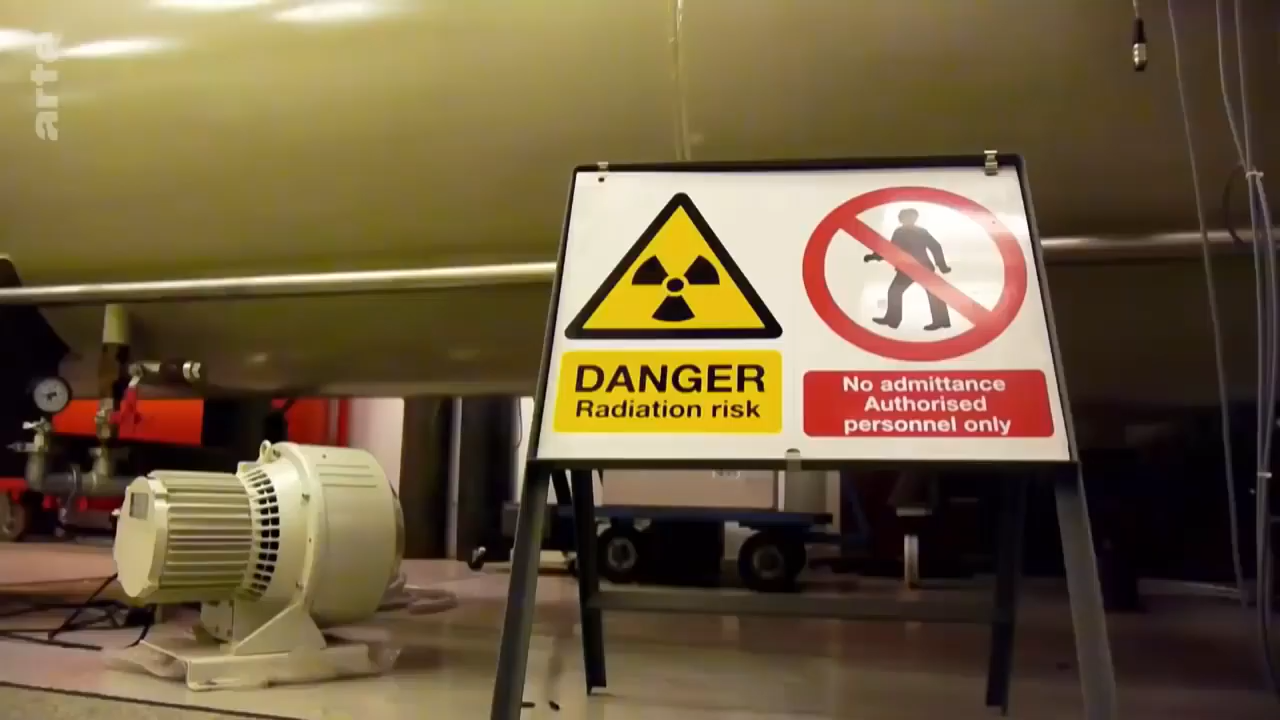 arte
DANGER
Radiation risk
No admittance
Authorised
personnel only